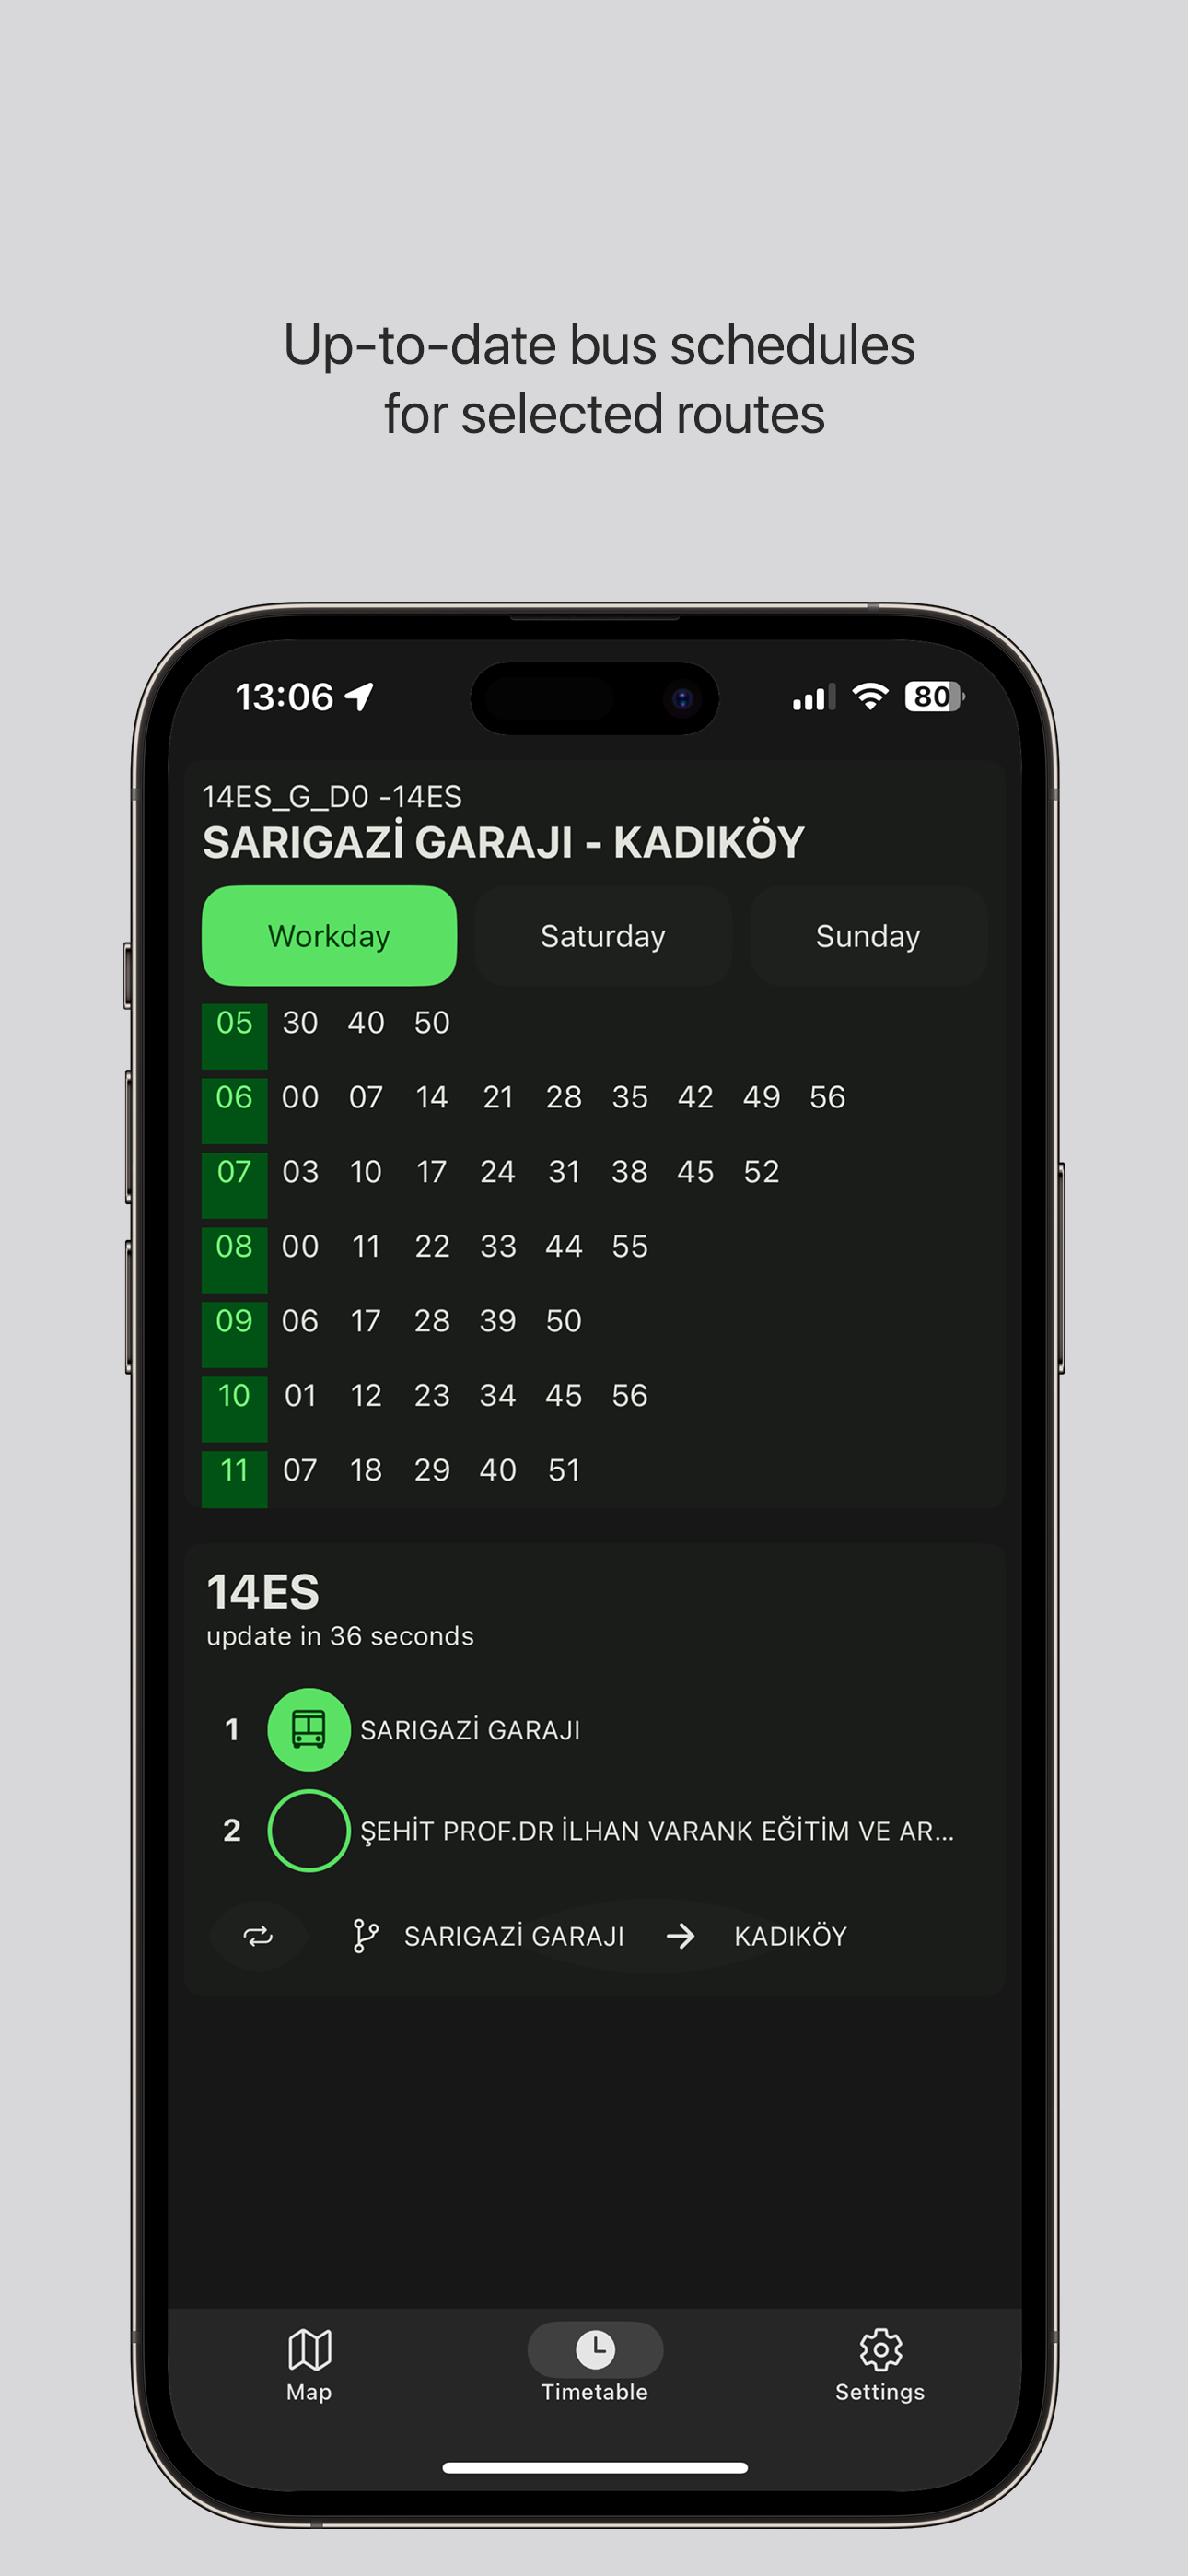 Up-to-date bus schedules
for selected routes
13:06 80
14ES_G_D0 -14ES
SARIGAZİ GARAJI - KADIKÖY
Workday Saturday Sunday
05 30 40 50
06 00 07 14 21 28 35 42 49 56
07 03 10 17 24 31 38 45 52
08 00 11 22 33 44 55
09 06 17 28 39 50
10 01 12 23 34 45 56
11 07 18 29 40 51
14ES
update in 36 seconds
1 SARIGAZİ GARAJI
2 ŞEHİT PROF.DR İLHAN VARANK EĞİTİM VE AR...
SARIGAZİ GARAJI → KADIKÖY
Map Timetable Settings